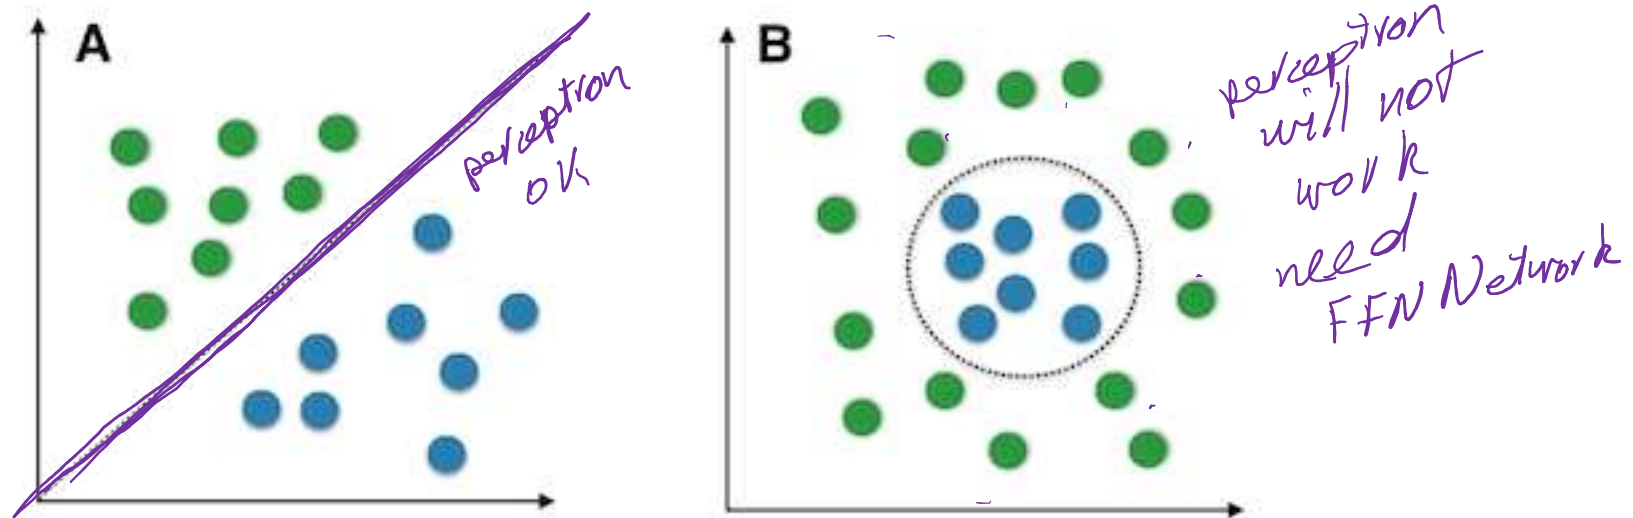 A
perceptron
OK
B
perceptron
will not
work
need
FFN Network